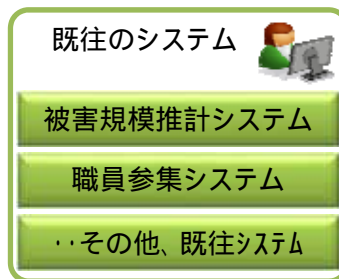 既往のシステム
被害規模推計システム
職員参集システム
‥その他、既往ｼｽﾃﾑ